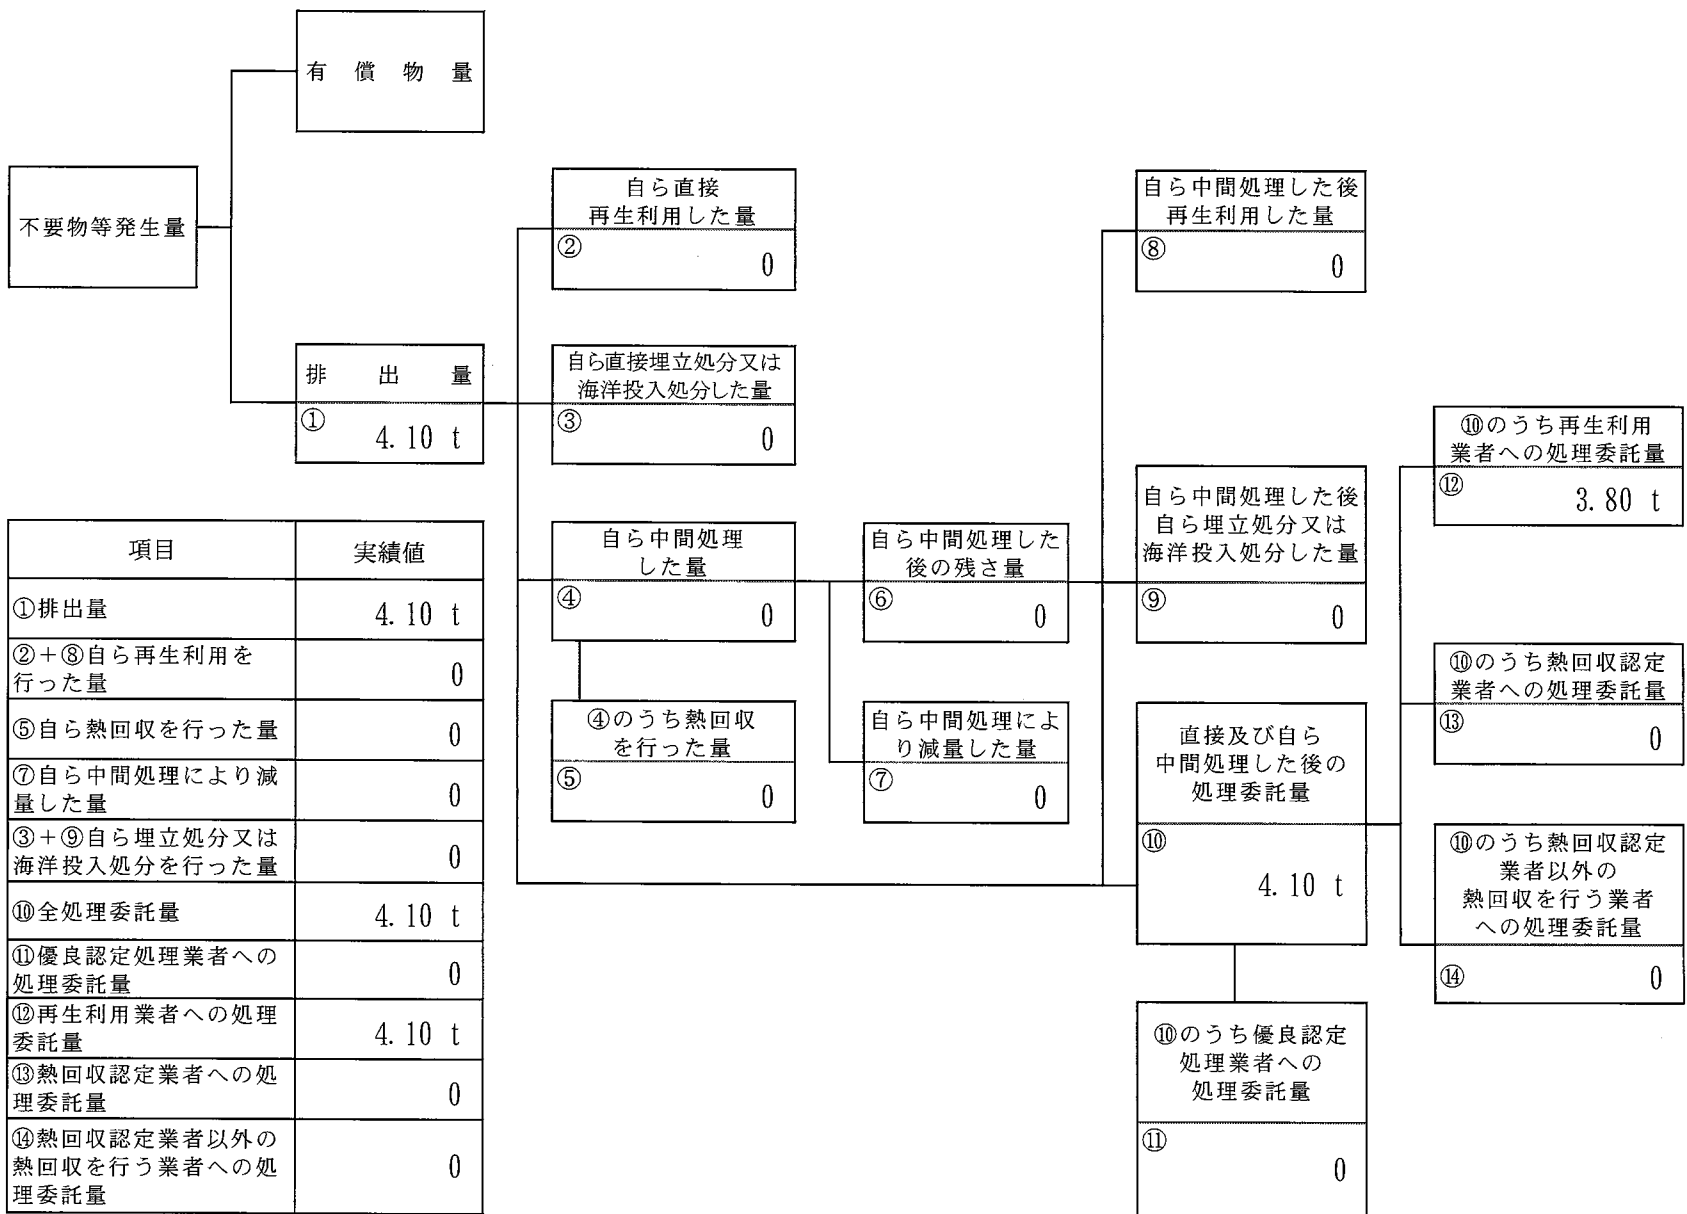 有償物量
不要物等発生量
排出量
①
4.10 t
自ら直接
再生利用した量
②
0
自ら直接埋立処分又は
海洋投入処分した量
③
0
自ら中間処理
した量
④
0
④のうち熱回収
を行った量
⑤
0
自ら中間処理した
後の残さ量
⑥
0
自ら中間処理によ
り減量した量
⑦
0
自ら中間処理した後
再生利用した量
⑧
0
自ら中間処理した後
自ら埋立処分又は
海洋投入処分した量
⑨
0
直接及び自ら
中間処理した後の
処理委託量
⑩
4.10 t
⑩のうち優良認定
処理業者への
処理委託量
⑪
0
⑩のうち再生利用
業者への処理委託量
⑫
3.80 t
⑩のうち熱回収認定
業者への処理委託量
⑬
0
⑩のうち熱回収認定
業者以外の
熱回収を行う業者
への処理委託量
⑭
0
項目 実績値
①排出量 4.10 t
②+⑧自ら再生利用を
行った量
0
⑤自ら熱回収を行った量 0
⑦自ら中間処理により減
量した量
0
③+⑨自ら埋立処分又は
海洋投入処分を行った量
0
⑩全処理委託量 4.10 t
⑪優良認定処理業者への
処理委託量
0
⑫再生利用業者への処理
委託量
4.10 t
⑬熱回収認定業者への処
理委託量
0
⑭熱回収認定業者以外の
熱回収を行う業者への処
理委託量
0